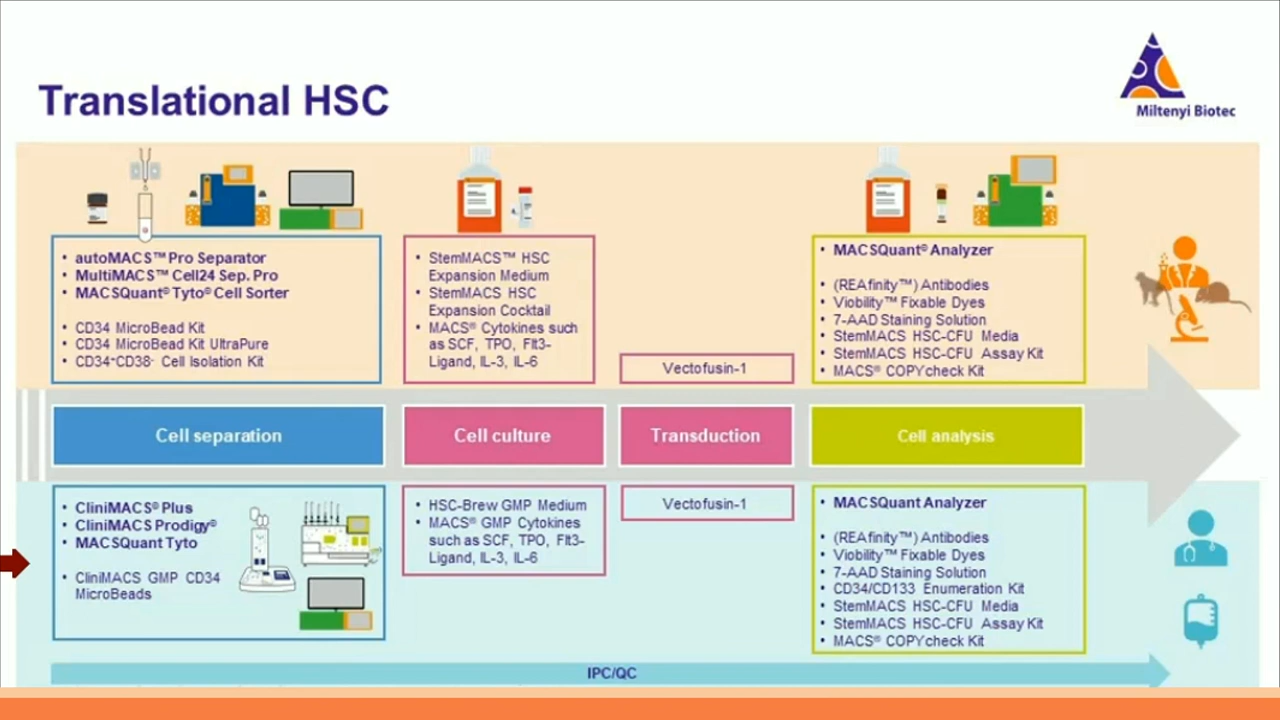 Translational HSC
Miltenyi Biotec
• autoMACS™ Pro Separator
• MultiMACS™ Cell24 Sep. Pro
• MACSQuant® Tyto® Cell Sorter
• CD34 MicroBead Kit
• CD34 MicroBead Kit UltraPure
• CD34⁺CD38⁻ Cell Isolation Kit
• StemMACS™ HSC
Expansion Medium
• StemMACS HSC
Expansion Cocktail
• MACS® Cytokines such
as SCF, TPO, Flt3-
Ligand, IL-3, IL-6
Vectofusin-1
• MACSQuant® Analyzer
• (REAfinity™) Antibodies
• Viobility™ Fixable Dyes
• 7-AAD Staining Solution
• StemMACS HSC-CFU Media
• StemMACS HSC-CFU Assay Kit
• MACS® COPYcheck Kit
Cell separation
Cell culture
Transduction
Cell analysis
• CliniMACS® Plus
• CliniMACS Prodigy®
• MACSQuant Tyto
• CliniMACS GMP CD34
MicroBeads
• HSC-Brew GMP Medium
• MACS® GMP Cytokines
such as SCF, TPO, Flt3-
Ligand, IL-3, IL-6
Vectofusin-1
• MACSQuant Analyzer
• (REAfinity™) Antibodies
• Viobility™ Fixable Dyes
• 7-AAD Staining Solution
• CD34/CD133 Enumeration Kit
• StemMACS HSC-CFU Media
• StemMACS HSC-CFU Assay Kit
• MACS® COPYcheck Kit
IPC/QC